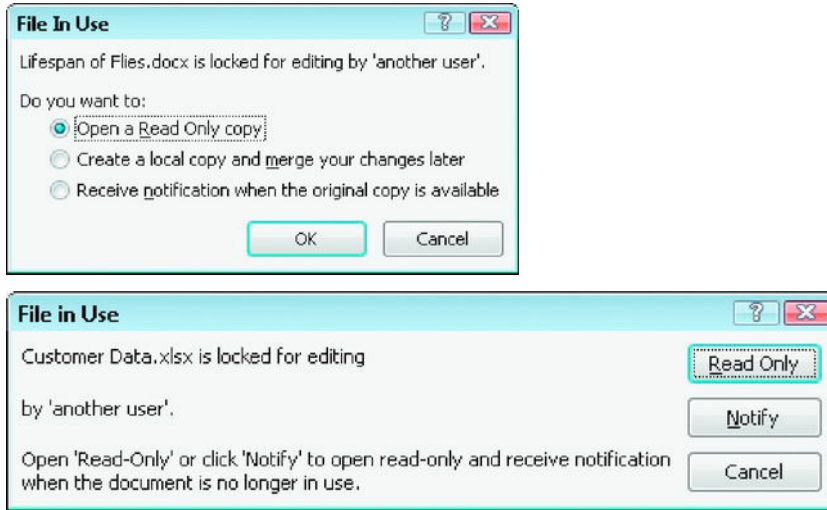 File In Use
Lifespan of Flies.docx is locked for editing by 'another user'.
Do you want to:
Open a Read Only copy
Create a local copy and merge your changes later
Receive notification when the original copy is available
OK Cancel
File in Use
Customer Data.xlsx is locked for editing
Read Only
by 'another user'.
Notify
Open 'Read-Only' or click 'Notify' to open read-only and receive notification
when the document is no longer in use.
Cancel